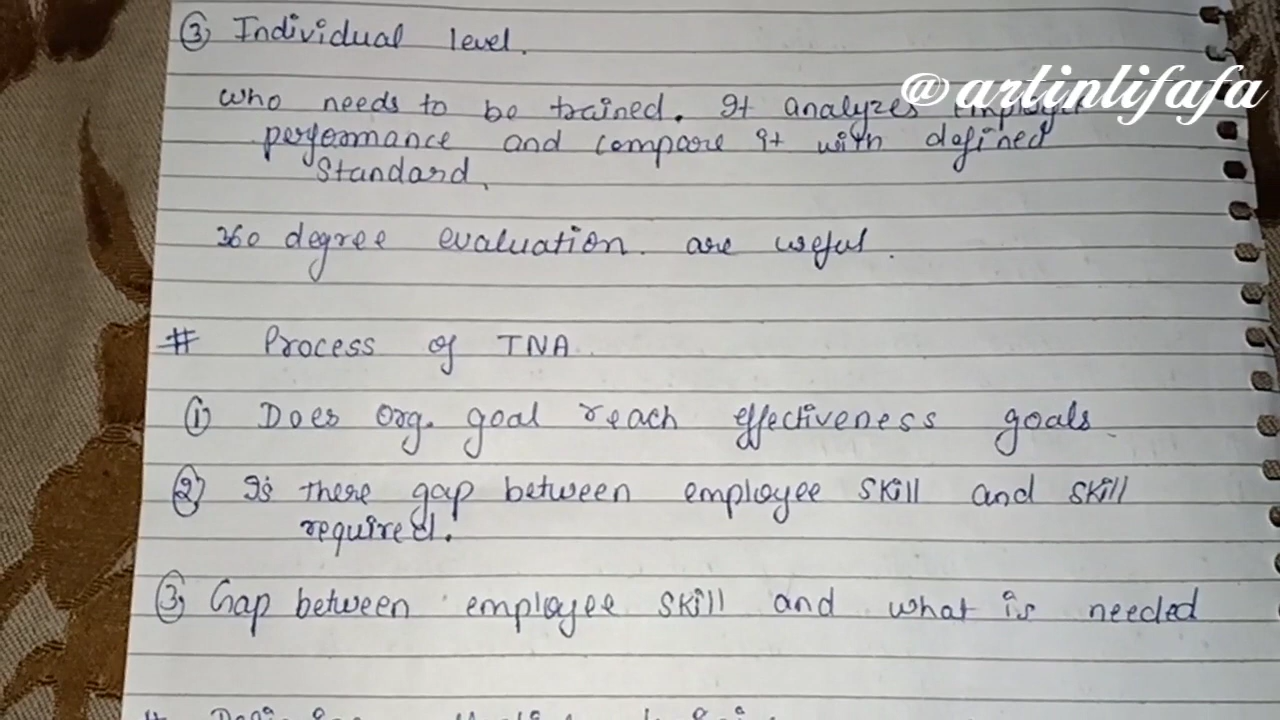 ③ Individual level.
@artinlifafa
who needs to be trained. It analyzes employee
performance and compare it with defined
Standard.
360 degree evaluation. are useful.
# Process of TNA.
① Does org. goal reach effectiveness goals.
② Is there gap between employee skill and skill
required.
③ Gap between employee skill and what is needed